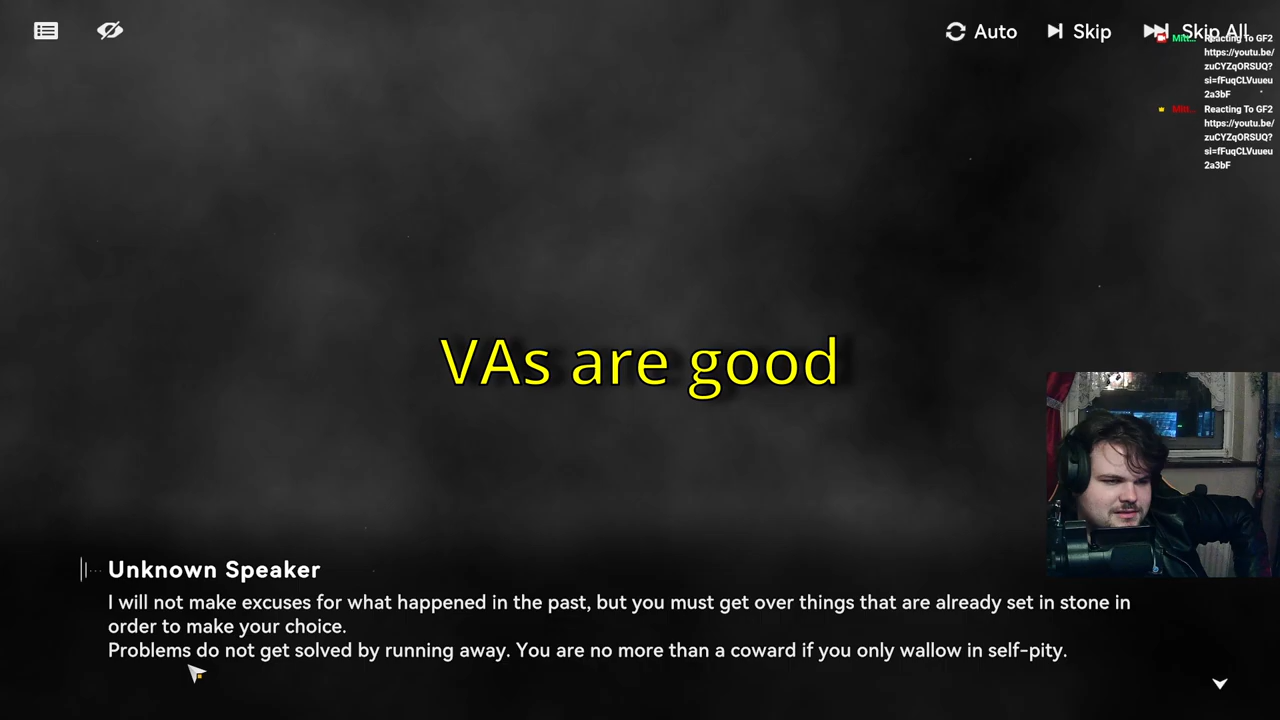 Auto
Skip
Skip All
Mitt... Reacting To GF2
https://youtu.be/
zuCYZqORSUQ?
si=fFuqCLVuueu
2a3bF
Mitt... Reacting To GF2
https://youtu.be/
zuCYZqORSUQ?
si=fFuqCLVuueu
2a3bF
VAs are good
Unknown Speaker
I will not make excuses for what happened in the past, but you must get over things that are already set in stone in
order to make your choice.
Problems do not get solved by running away. You are no more than a coward if you only wallow in self-pity.